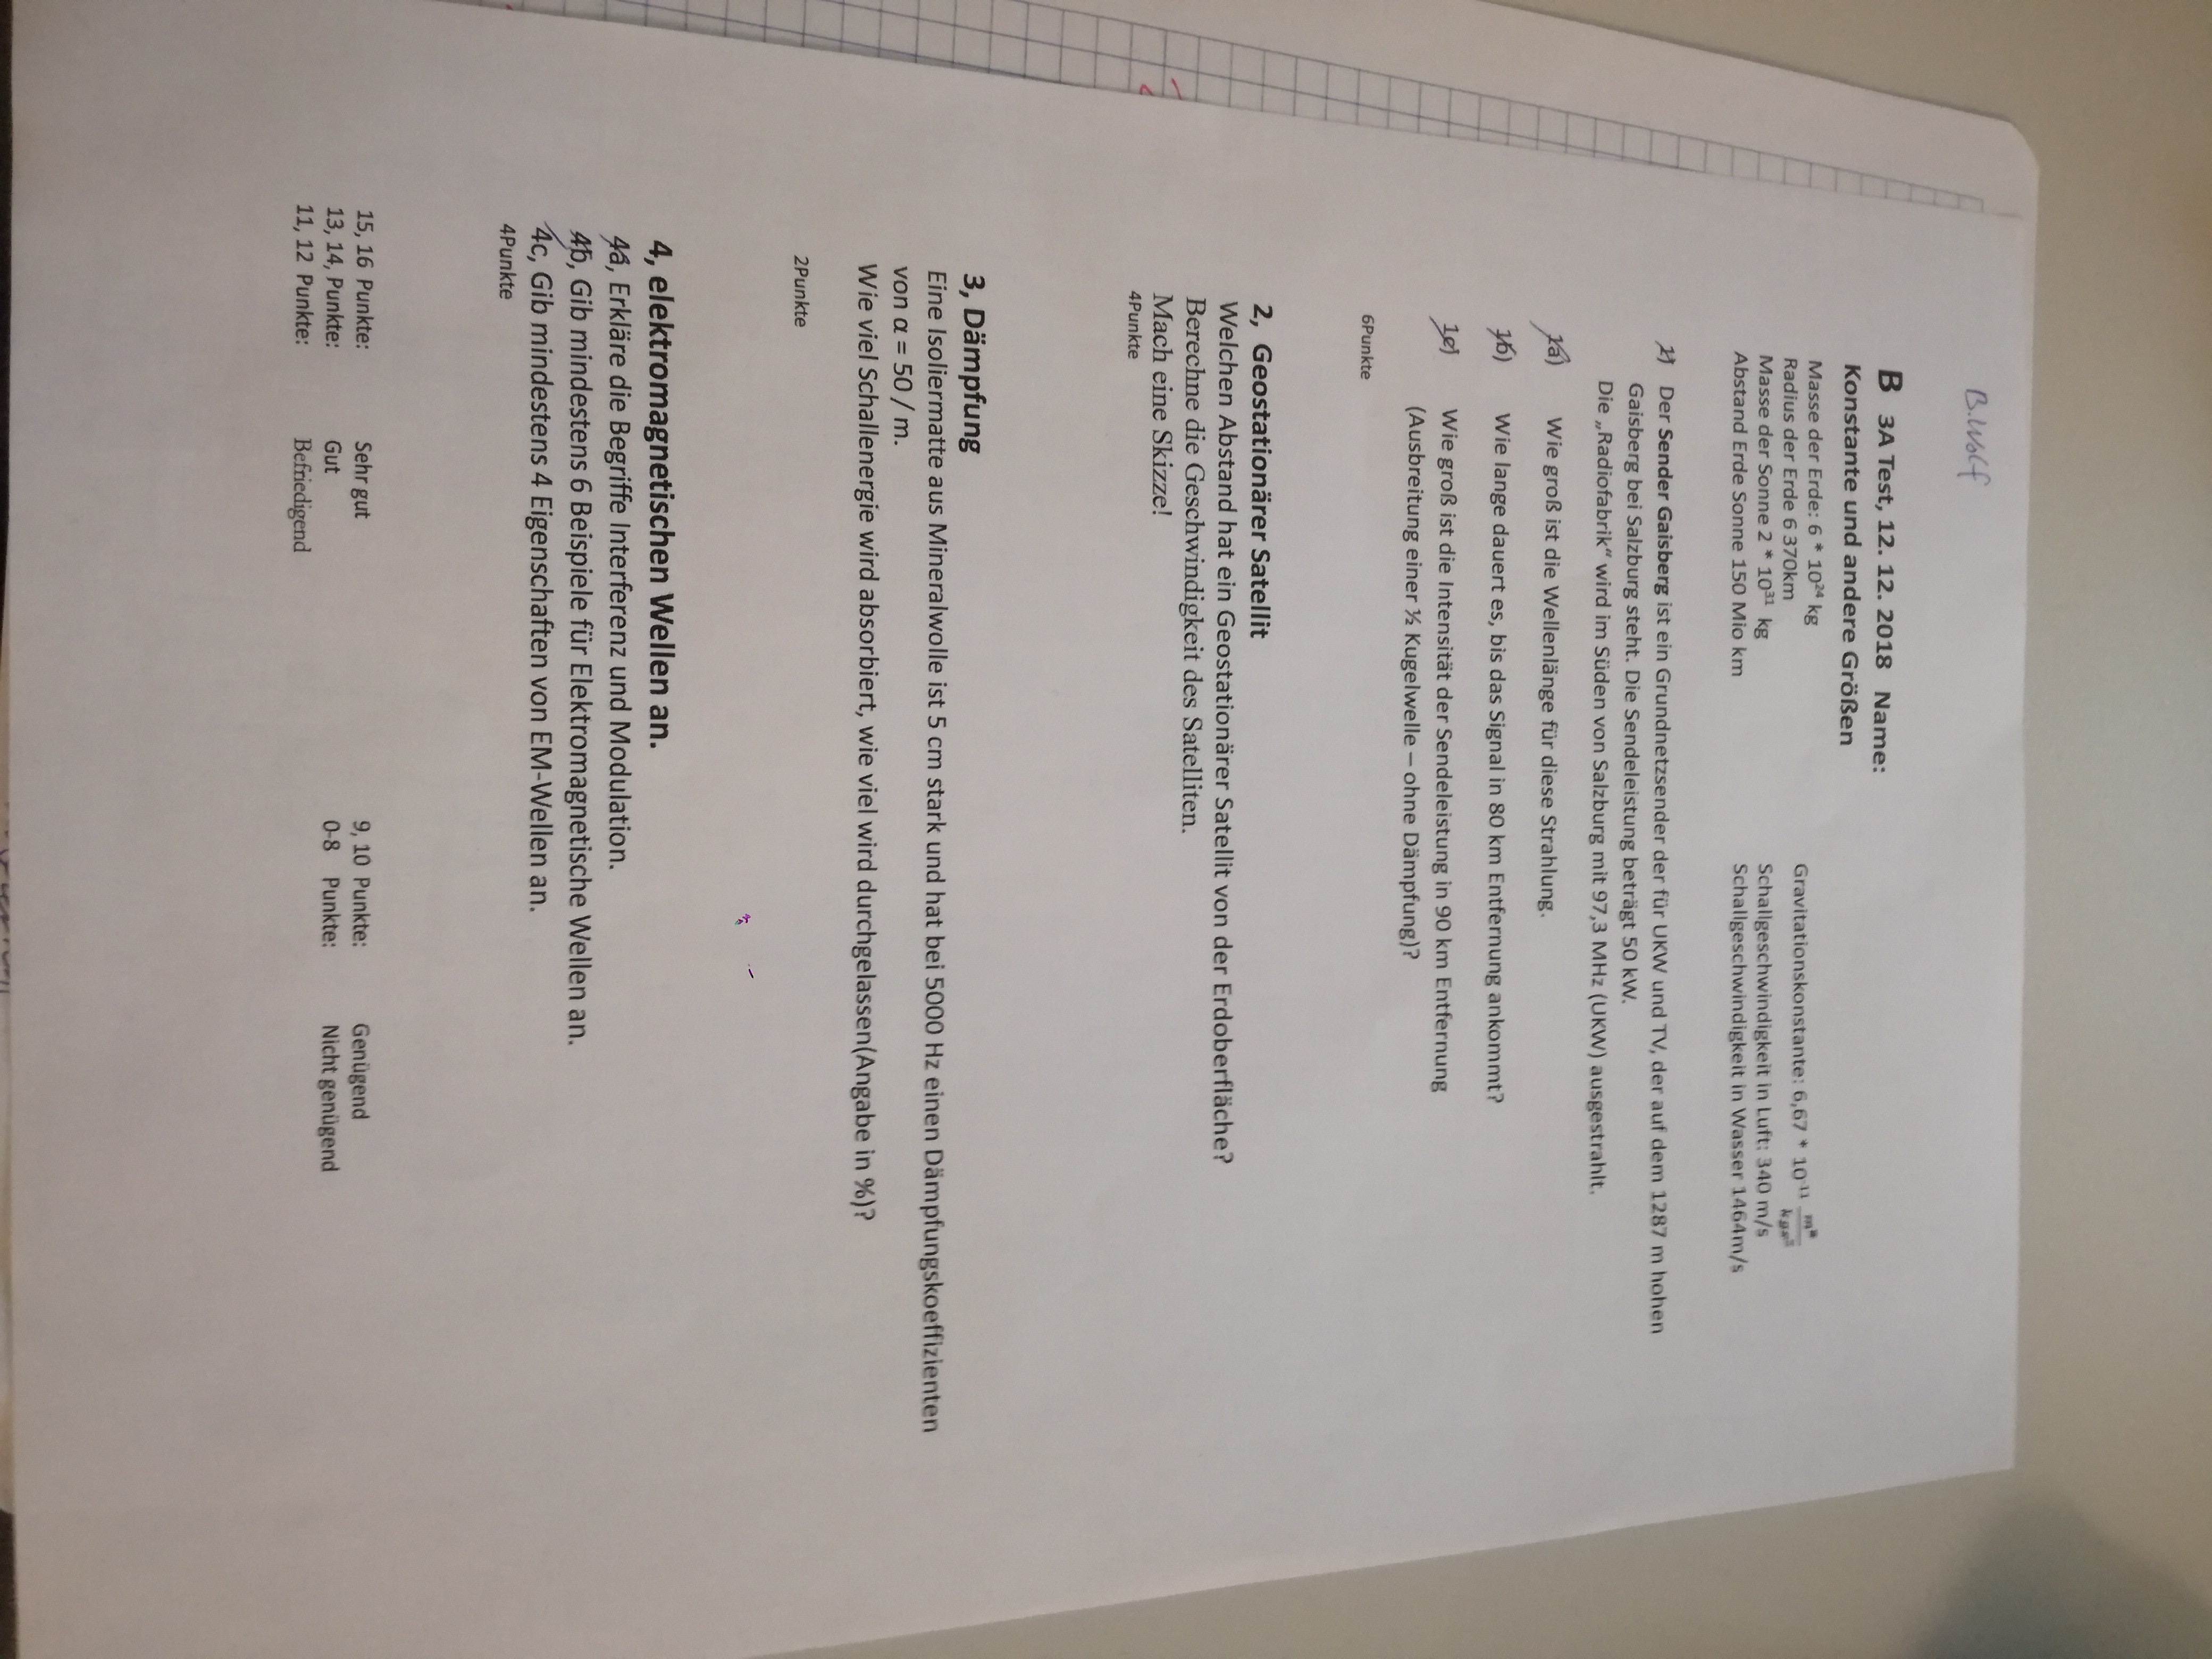 B.Wolf
B 3A Test, 12. 12. 2018 Name:
Konstante und andere Größen
Masse der Erde: 6 * 10²⁴ kg
Radius der Erde 6 370km
Masse der Sonne 2 * 10³¹ kg
Abstand Erde Sonne 150 Mio km
Gravitationskonstante: 6,67 * 10⁻¹¹
Schallgeschwindigkeit in Luft: 340 m/s
Schallgeschwindigkeit in Wasser 1464m/s
1) Der Sender Gaisberg ist ein Grundnetzsender der für UKW und TV, der auf dem 1287 m hohen
Gaisberg bei Salzburg steht. Die Sendeleistung beträgt 50 kW.
Die „Radiofabrik“ wird im Süden von Salzburg mit 97,3 MHz (UKW) ausgestrahlt.
1a) Wie groß ist die Wellenlänge für diese Strahlung.
1b) Wie lange dauert es, bis das Signal in 80 km Entfernung ankommt?
1c) Wie groß ist die Intensität der Sendeleistung in 90 km Entfernung
(Ausbreitung einer ½ Kugelwelle – ohne Dämpfung)?
6Punkte
2, Geostationärer Satellit
Welchen Abstand hat ein Geostationärer Satellit von der Erdoberfläche?
Berechne die Geschwindigkeit des Satelliten.
Mach eine Skizze!
4Punkte
3, Dämpfung
Eine Isoliermatte aus Mineralwolle ist 5 cm stark und hat bei 5000 Hz einen Dämpfungskoeffizienten
von α = 50 / m.
Wie viel Schallenergie wird absorbiert, wie viel wird durchgelassen(Angabe in %)?
2Punkte
4, elektromagnetischen Wellen an.
4a, Erkläre die Begriffe Interferenz und Modulation.
4b, Gib mindestens 6 Beispiele für Elektromagnetische Wellen an.
4c, Gib mindestens 4 Eigenschaften von EM-Wellen an.
4Punkte
15, 16 Punkte: Sehr gut 9, 10 Punkte: Genügend
13, 14, Punkte: Gut 0-8 Punkte: Nicht genügend
11, 12 Punkte: Befriedigend